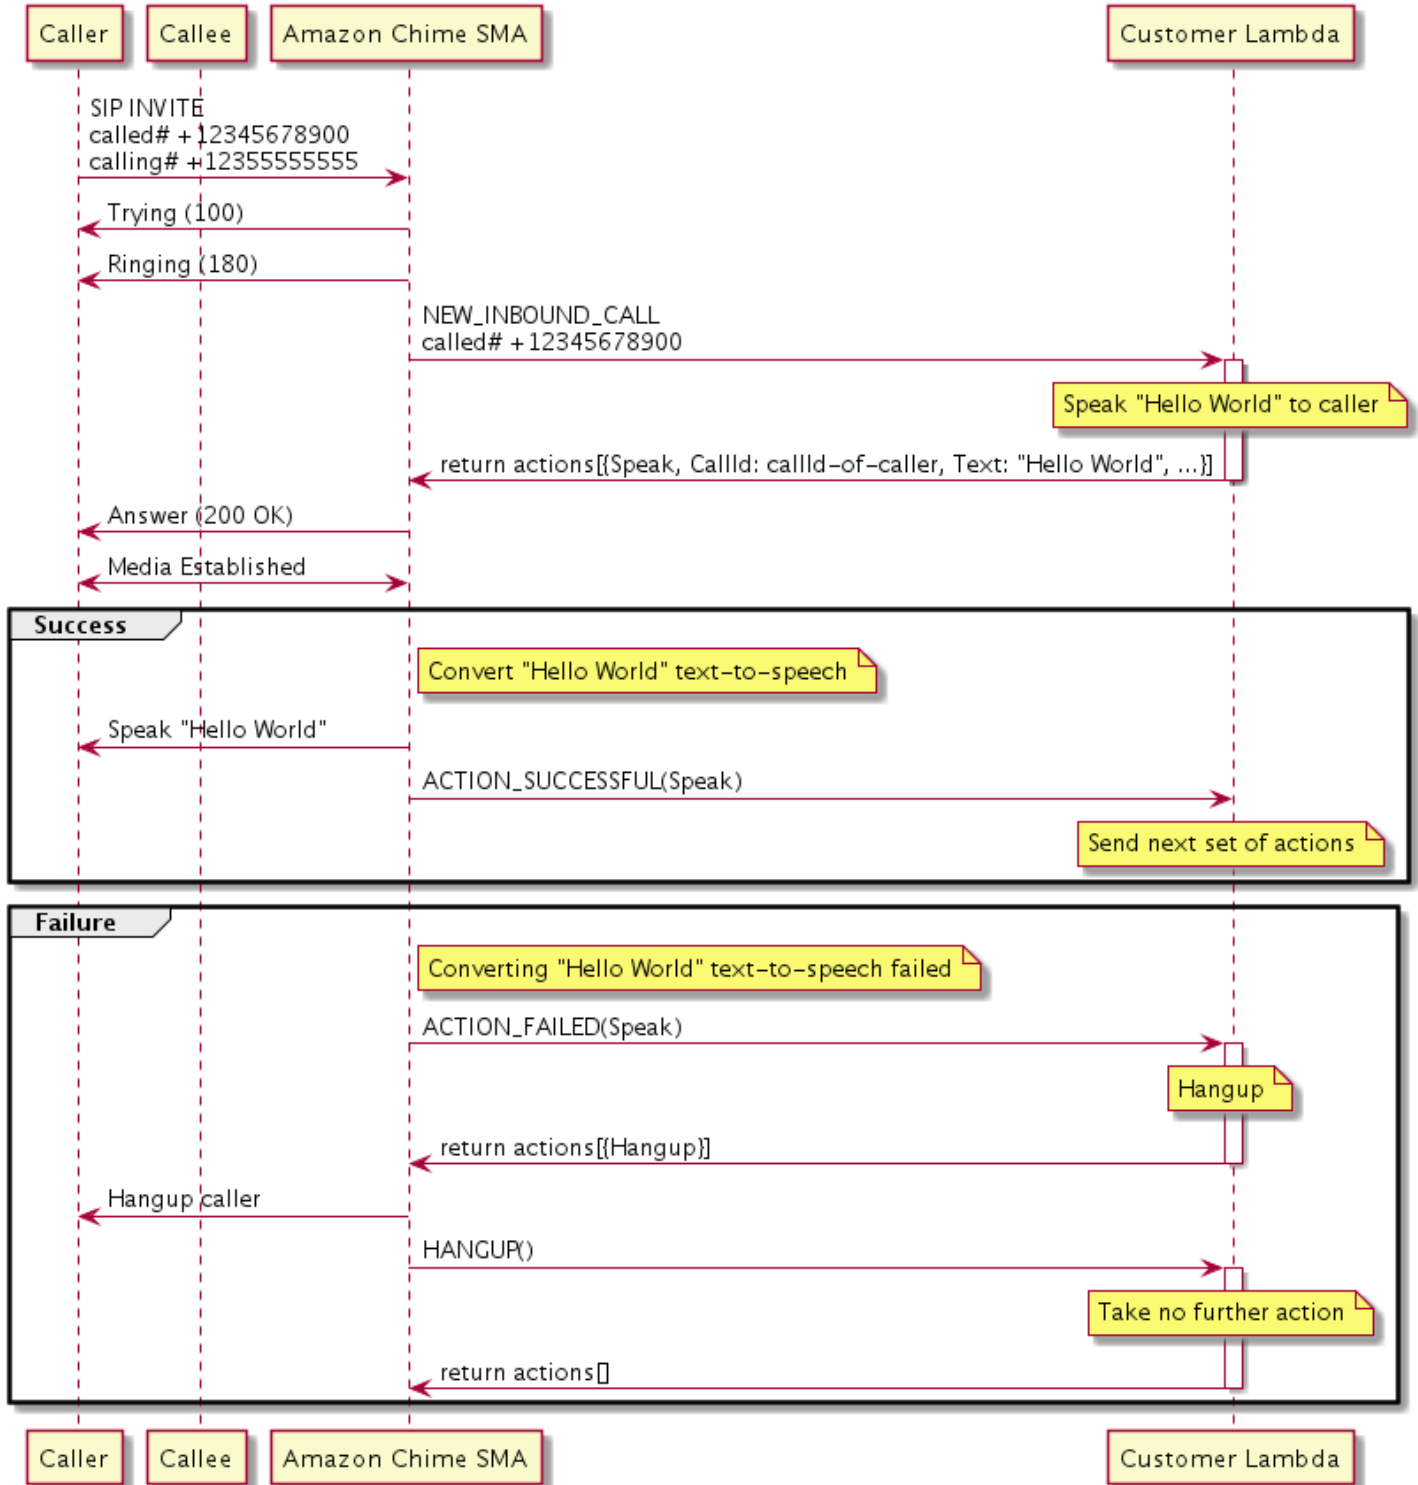 Caller
Callee
Amazon Chime SMA
Customer Lambda
SIP INVITE
called# +12345678900
calling# +12355555555
Trying (100)
Ringing (180)
NEW_INBOUND_CALL
called# +12345678900
Speak "Hello World" to caller
return actions[{Speak, CallId: callId-of-caller, Text: "Hello World", ...}]
Answer (200 OK)
Media Established
Success
Convert "Hello World" text-to-speech
Speak "Hello World"
ACTION_SUCCESSFUL(Speak)
Send next set of actions
Failure
Converting "Hello World" text-to-speech failed
ACTION_FAILED(Speak)
Hangup
return actions[{Hangup}]
Hangup caller
HANGUP()
Take no further action
return actions[]
Caller
Callee
Amazon Chime SMA
Customer Lambda